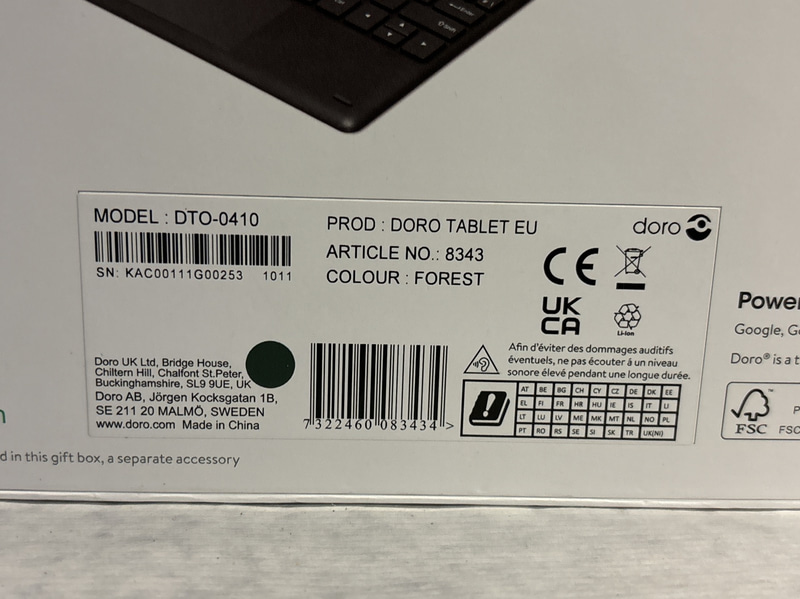 Ctrl
Enter
Shift
MODEL : DTO-0410
SN: KAC00111G00253 1011
PROD : DORO TABLET EU
ARTICLE NO.: 8343
COLOUR : FOREST
doro
CE
UK
CA
Li-Ion
Doro UK Ltd, Bridge House,
Chiltern Hill, Chalfont St.Peter,
Buckinghamshire, SL9 9UE, UK
Doro AB, Jörgen Kocksgatan 1B,
SE 211 20 MALMÖ, SWEDEN
www.doro.com Made in China
7 322460 083434 >
Afin d'éviter des dommages auditifs
éventuels, ne pas écouter à un niveau
sonore élevé pendant une longue durée.
AT BE BG CH CY CZ DE DK EE
EL FI FR HR HU IE IS IT LI
LT LU LV ME MK MT NL NO PL
PT RO RS SE SI SK TR UK(NI)
Power
Google, Go
Doro® is a t
FSC
P
FSC
n
d in this gift box, a separate accessory